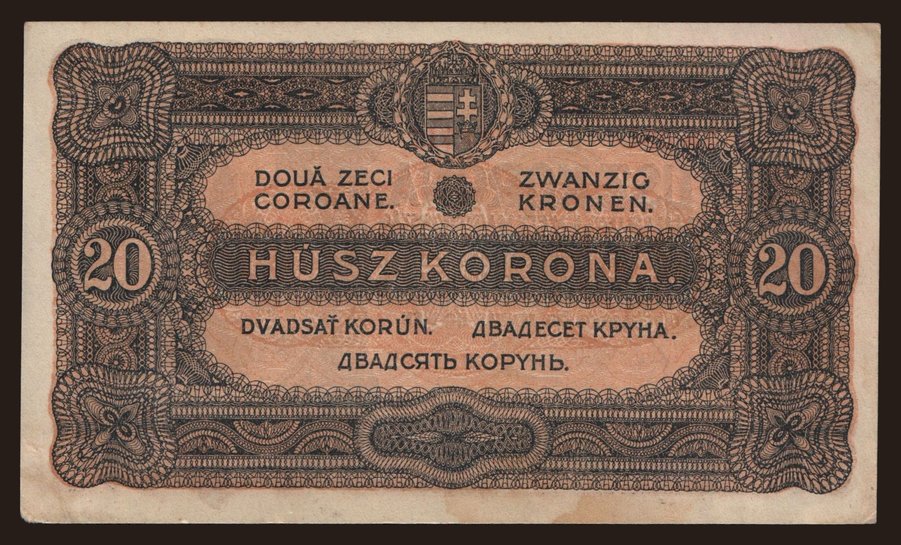 DOUĂ ZECI
COROANE.
ZWANZIG
KRONEN.
20
HÚSZ KORONA.
20
DVADSAŤ KORÚN.
ДВАДЕСЕТ КРУНА.
ДВАДСЯТЬ КОРУНЬ.